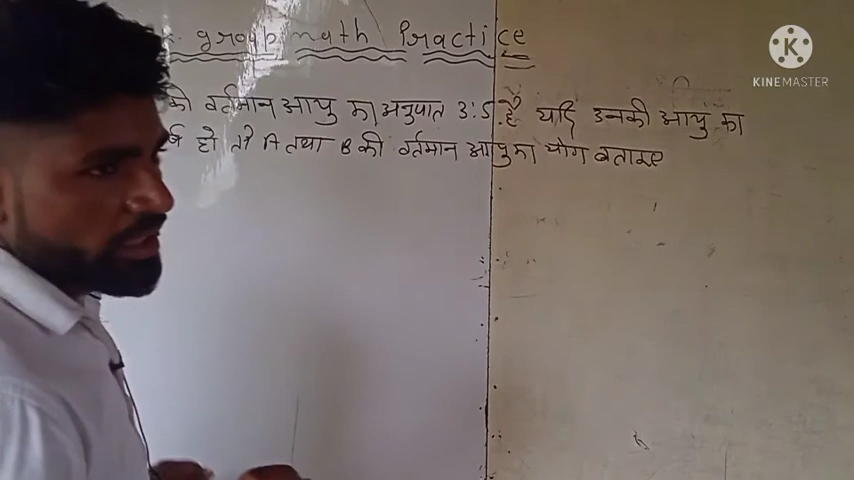 group math Practice
की वर्तमान आयु का अनुपात 3:5 है यदि उनकी आयु का
हो तो A तथा B की वर्तमान आयु का योग बताइए
K
KINEMASTER